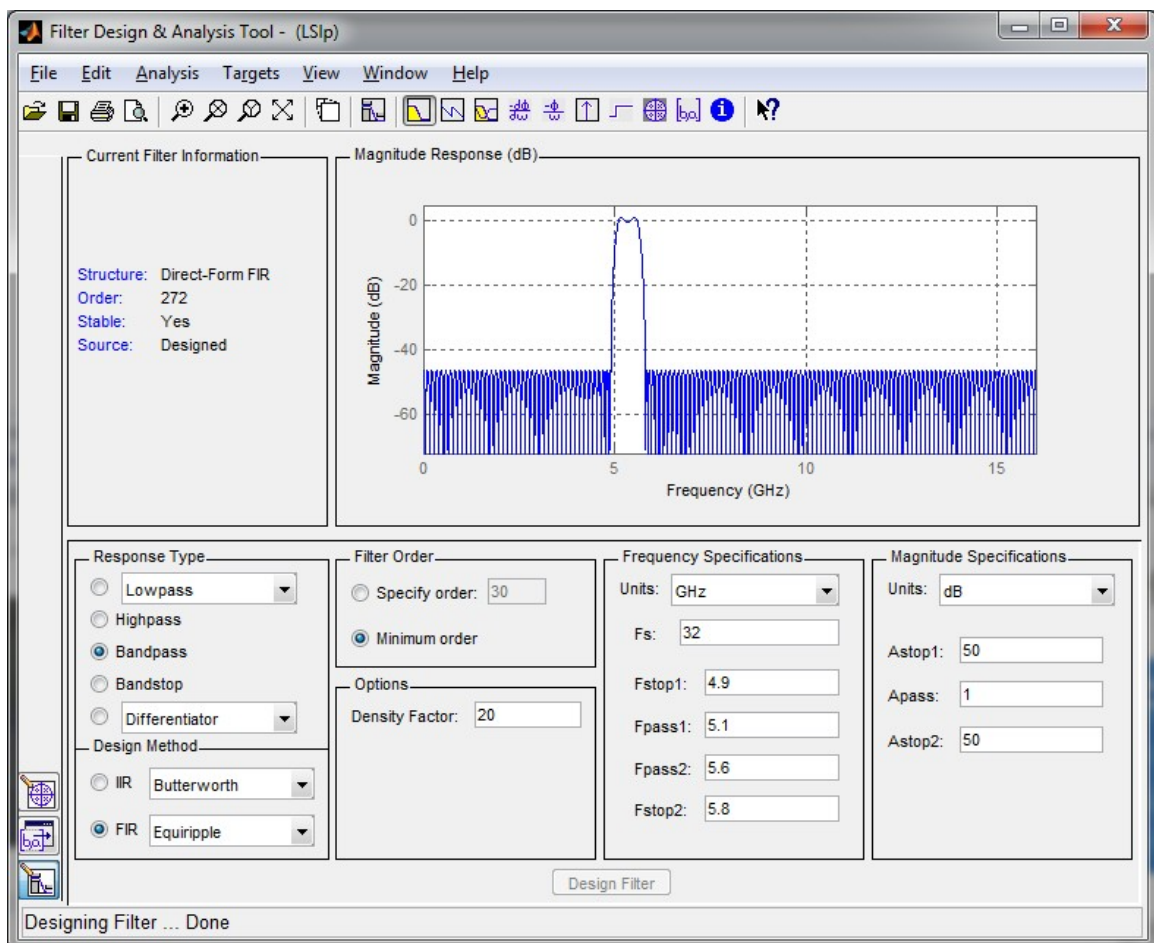 Filter Design & Analysis Tool - (LSIp)
File Edit Analysis Targets View Window Help
Current Filter Information
Structure: Direct-Form FIR
Order: 272
Stable: Yes
Source: Designed
Magnitude Response (dB)
0
-20
-40
-60
Magnitude (dB)
0 5 10 15
Frequency (GHz)
Response Type
Lowpass
Highpass
Bandpass
Bandstop
Differentiator
Design Method
IIR Butterworth
FIR Equiripple
Filter Order
Specify order: 30
Minimum order
Options
Density Factor: 20
Frequency Specifications
Units: GHz
Fs: 32
Fstop1: 4.9
Fpass1: 5.1
Fpass2: 5.6
Fstop2: 5.8
Magnitude Specifications
Units: dB
Astop1: 50
Apass: 1
Astop2: 50
Design Filter
Designing Filter ... Done